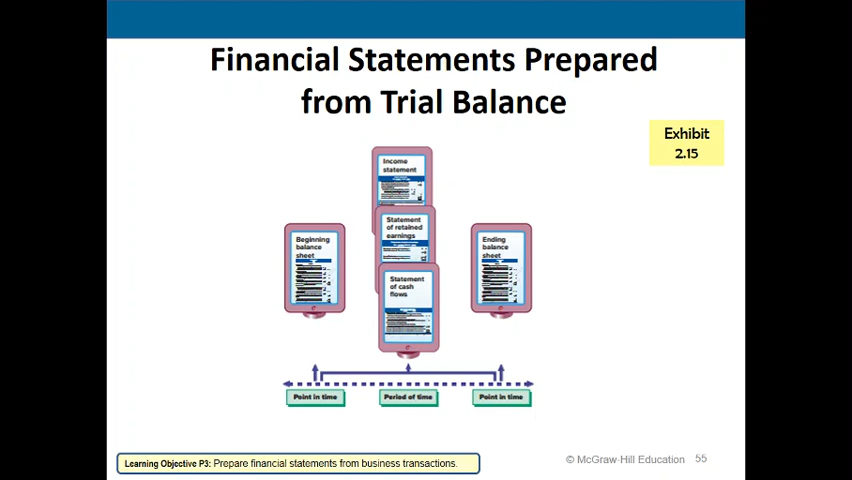 Financial Statements Prepared
from Trial Balance
Exhibit
2.15
Income
statement
Statement
of retained
earnings
Beginning
balance
sheet
Ending
balance
sheet
Statement
of cash
flows
Point in time
Period of time
Point in time
Learning Objective P3: Prepare financial statements from business transactions.
© McGraw-Hill Education
55